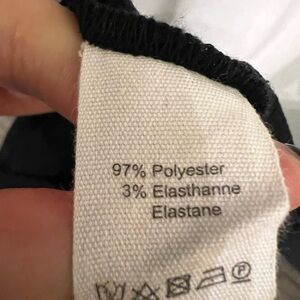 97% Polyester
3% Elasthanne
Elastane
P